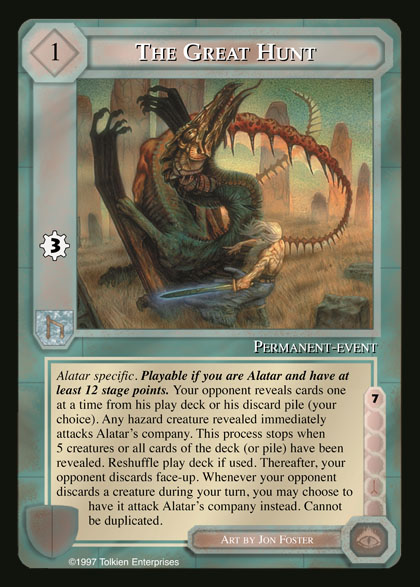 1
The Great Hunt
3
Permanent-event
Alatar specific. Playable if you are Alatar and have at
least 12 stage points. Your opponent reveals cards one
at a time from his play deck or his discard pile (your
choice). Any hazard creature revealed immediately
attacks Alatar's company. This process stops when
5 creatures or all cards of the deck (or pile) have been
revealed. Reshuffle play deck if used. Thereafter, your
opponent discards face-up. Whenever your opponent
discards a creature during your turn, you may choose to
have it attack Alatar's company instead. Cannot
be duplicated.
7
Art by Jon Foster
©1997 Tolkien Enterprises